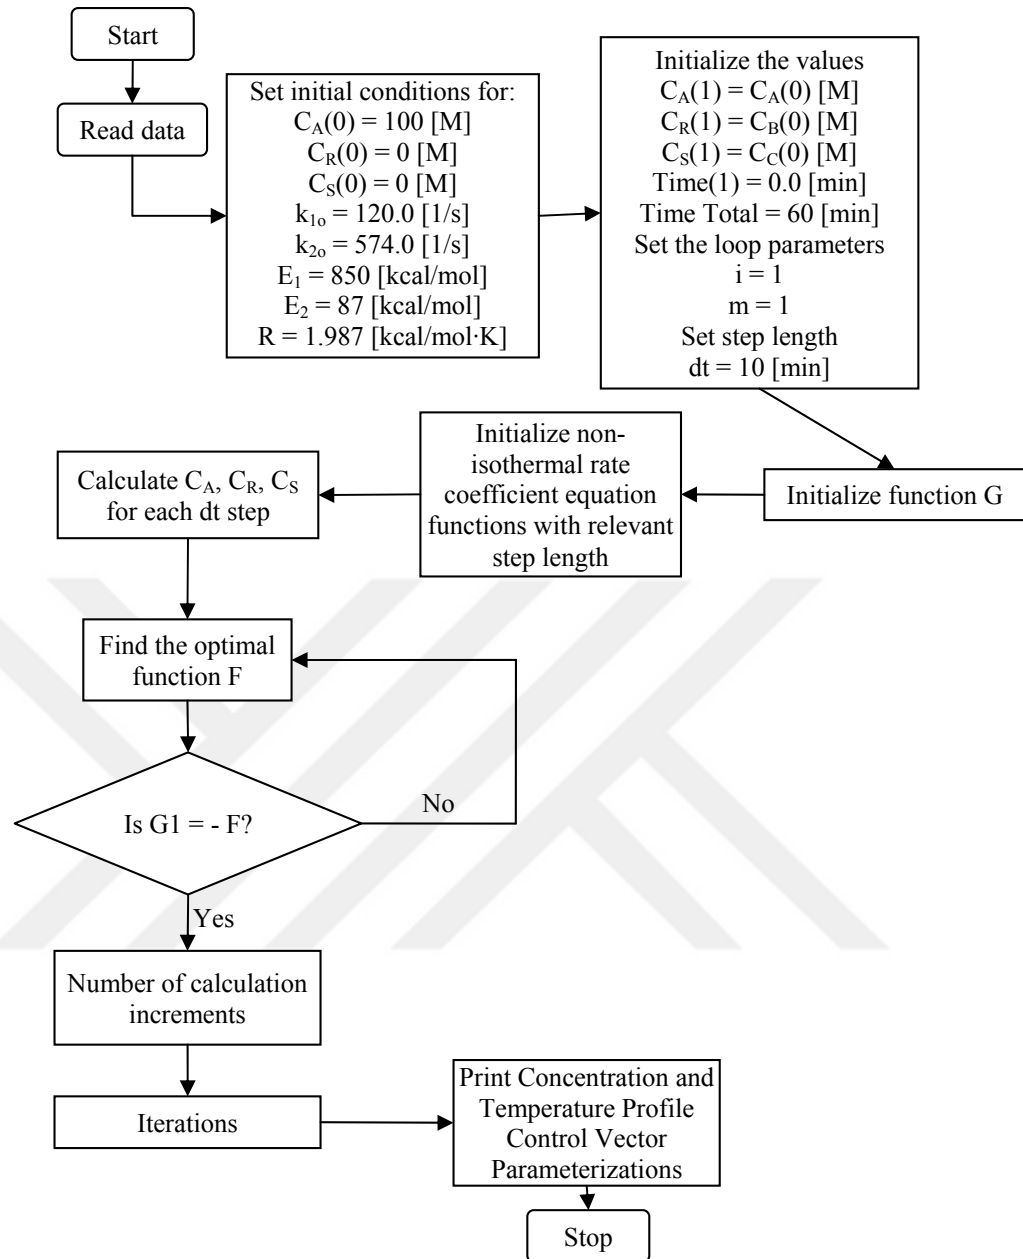 Start
Read data
Set initial conditions for:
C_A(0) = 100 [M]
C_R(0) = 0 [M]
C_S(0) = 0 [M]
k_1o = 120.0 [1/s]
k_2o = 574.0 [1/s]
E_1 = 850 [kcal/mol]
E_2 = 87 [kcal/mol]
R = 1.987 [kcal/mol·K]
Initialize the values
C_A(1) = C_A(0) [M]
C_R(1) = C_B(0) [M]
C_S(1) = C_C(0) [M]
Time(1) = 0.0 [min]
Time Total = 60 [min]
Set the loop parameters
i = 1
m = 1
Set step length
dt = 10 [min]
Initialize function G
Initialize non-
isothermal rate
coefficient equation
functions with relevant
step length
Calculate C_A, C_R, C_S
for each dt step
Find the optimal
function F
Is G1 = - F?
No
Yes
Number of calculation
increments
Iterations
Print Concentration and
Temperature Profile
Control Vector
Parameterizations
Stop